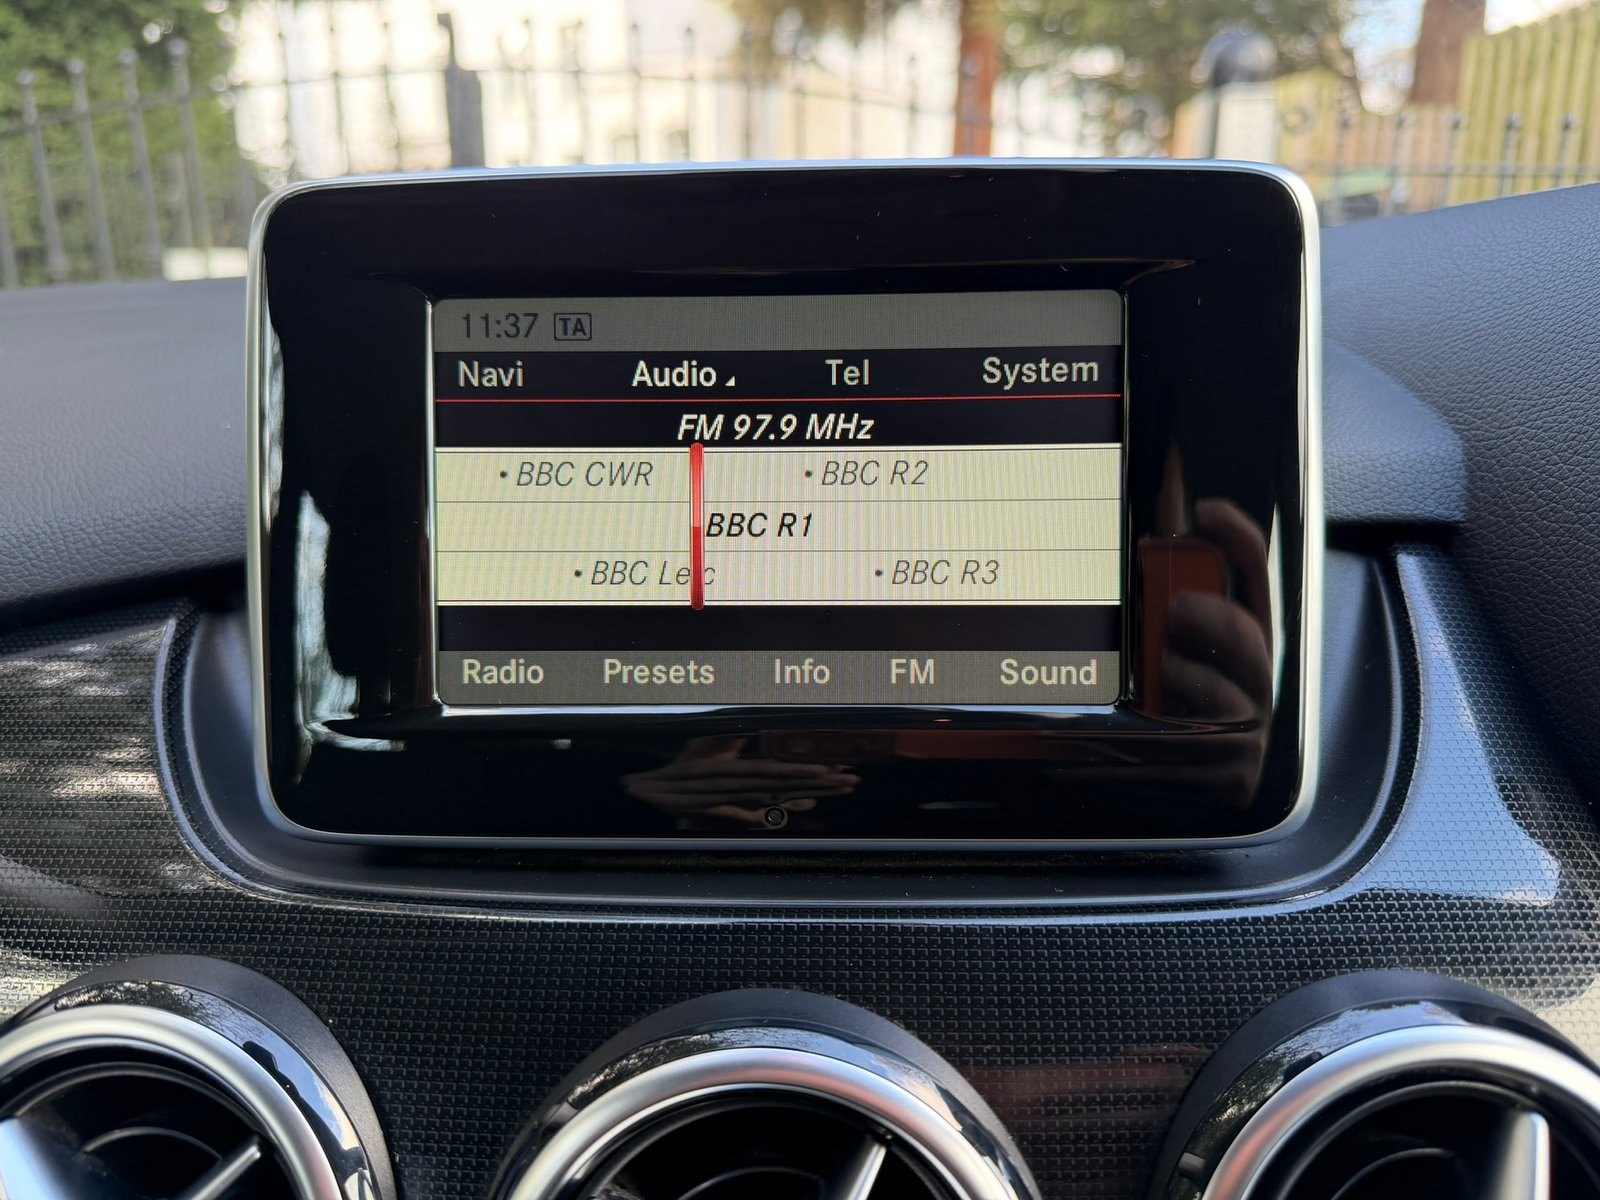 11:37 TA
Navi Audio Tel System
FM 97.9 MHz
• BBC CWR • BBC R2
BBC R1
• BBC Leic • BBC R3
Radio Presets Info FM Sound